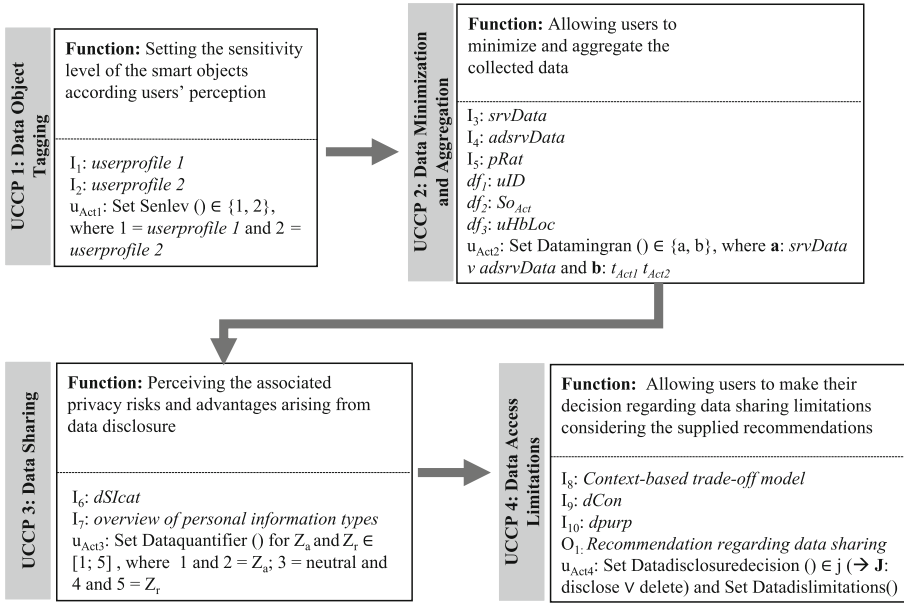 UCCP 1: Data Object
Tagging
Function: Setting the sensitivity
level of the smart objects
according users' perception
I1: userprofile 1
I2: userprofile 2
uAct1: Set Senlev () ∈ {1, 2},
where 1 = userprofile 1 and 2 =
userprofile 2
UCCP 2: Data Minimization
and Aggregation
Function: Allowing users to
minimize and aggregate the
collected data
I3: srvData
I4: adsrvData
I5: pRat
df1: uID
df2: SoAct
df3: uHbLoc
uAct2: Set Datamingran () ∈ {a, b}, where a: srvData
v adsrvData and b: tAct1 tAct2
UCCP 3: Data Sharing
Function: Perceiving the associated
privacy risks and advantages arising from
data disclosure
I6: dSIcat
I7: overview of personal information types
uAct3: Set Dataquantifier () for Za and Zr ∈
[1; 5] , where 1 and 2 = Za; 3 = neutral and
4 and 5 = Zr
UCCP 4: Data Access
Limitations
Function: Allowing users to make their
decision regarding data sharing limitations
considering the supplied recommendations
I8: Context-based trade-off model
I9: dCon
I10: dpurp
O1: Recommendation regarding data sharing
uAct4: Set Datadisclosuredecision () ∈ j (→ J:
disclose ∨ delete) and Set Datadislimitations()